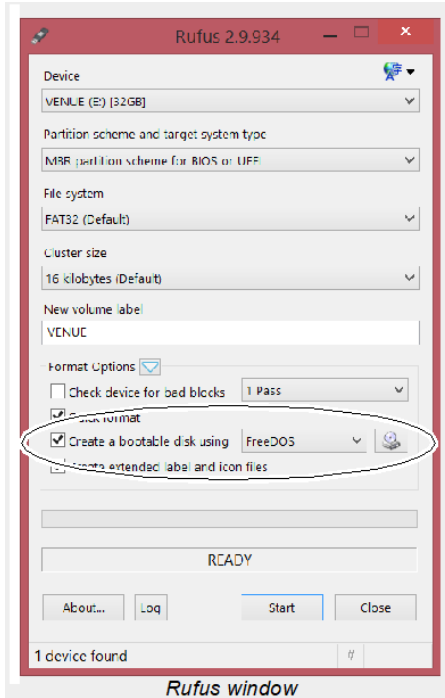 Rufus 2.9.934
Device
VENUE (E:) [32GB]
Partition scheme and target system type
MBR partition scheme for BIOS or UEFI
File system
FAT32 (Default)
Cluster size
16 kilobytes (Default)
New volume label
VENUE
Format Options
Check device for bad blocks 1 Pass
Quick format
Create a bootable disk using FreeDOS
Create extended label and icon files
READY
About... Log Start Close
1 device found #
Rufus window